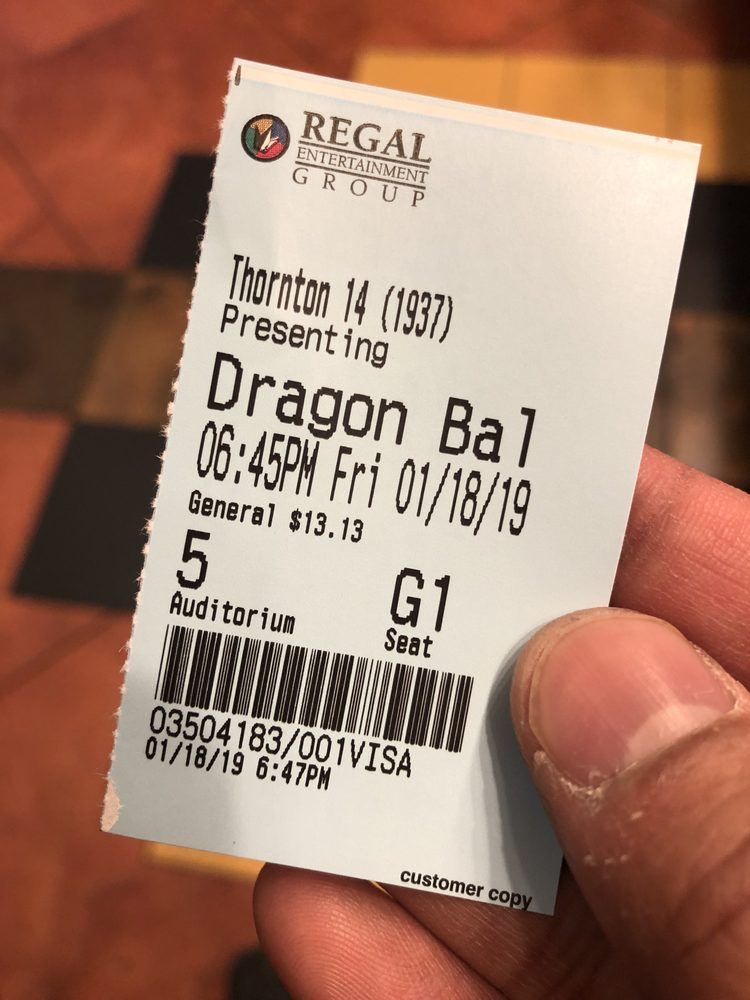 REGAL
ENTERTAINMENT
GROUP
Thornton 14 (1937)
Presenting
Dragon Bal
06:45PM Fri 01/18/19
General $13.13
5 G1
Auditorium Seat
03504183/001VISA
01/18/19 6:47PM
customer copy